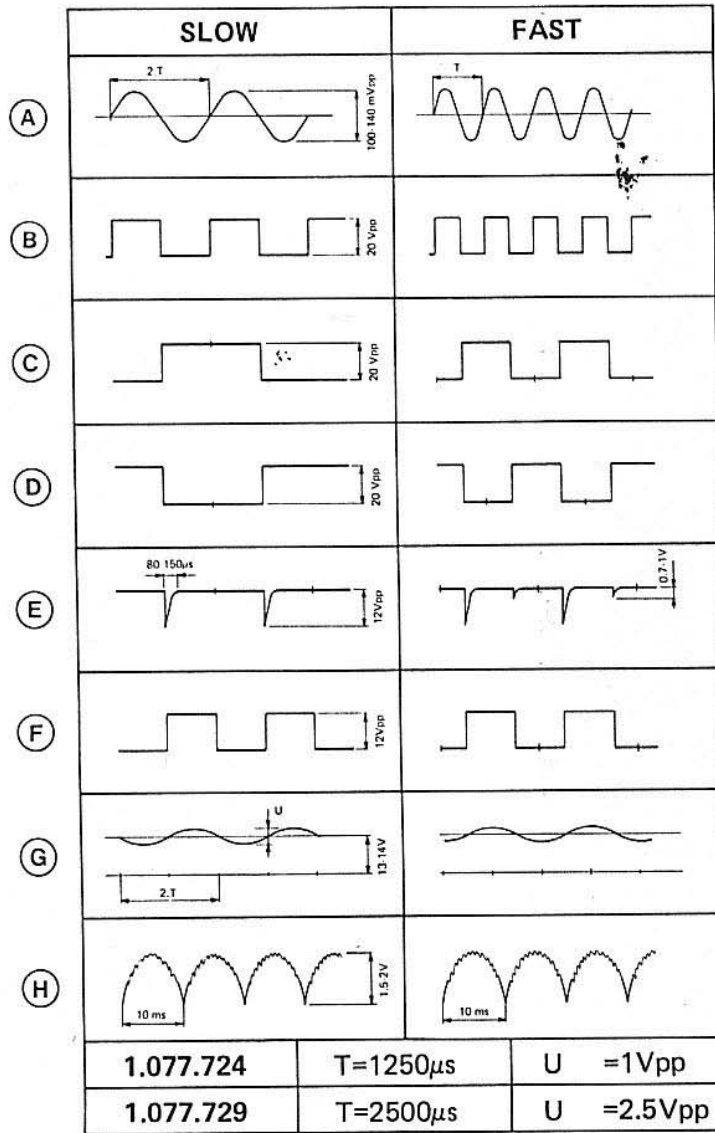 SLOW FAST
2 T T
A 100-140 mVpp
B 20 Vpp
C 20 Vpp
D 20 Vpp
80 150μs
E 12Vpp 0.7-1V
F 12Vpp
U
G 13-14V
2.T
H 1.5-2V
10 ms 10 ms
1.077.724 T=1250μs U =1Vpp
1.077.729 T=2500μs U =2.5Vpp